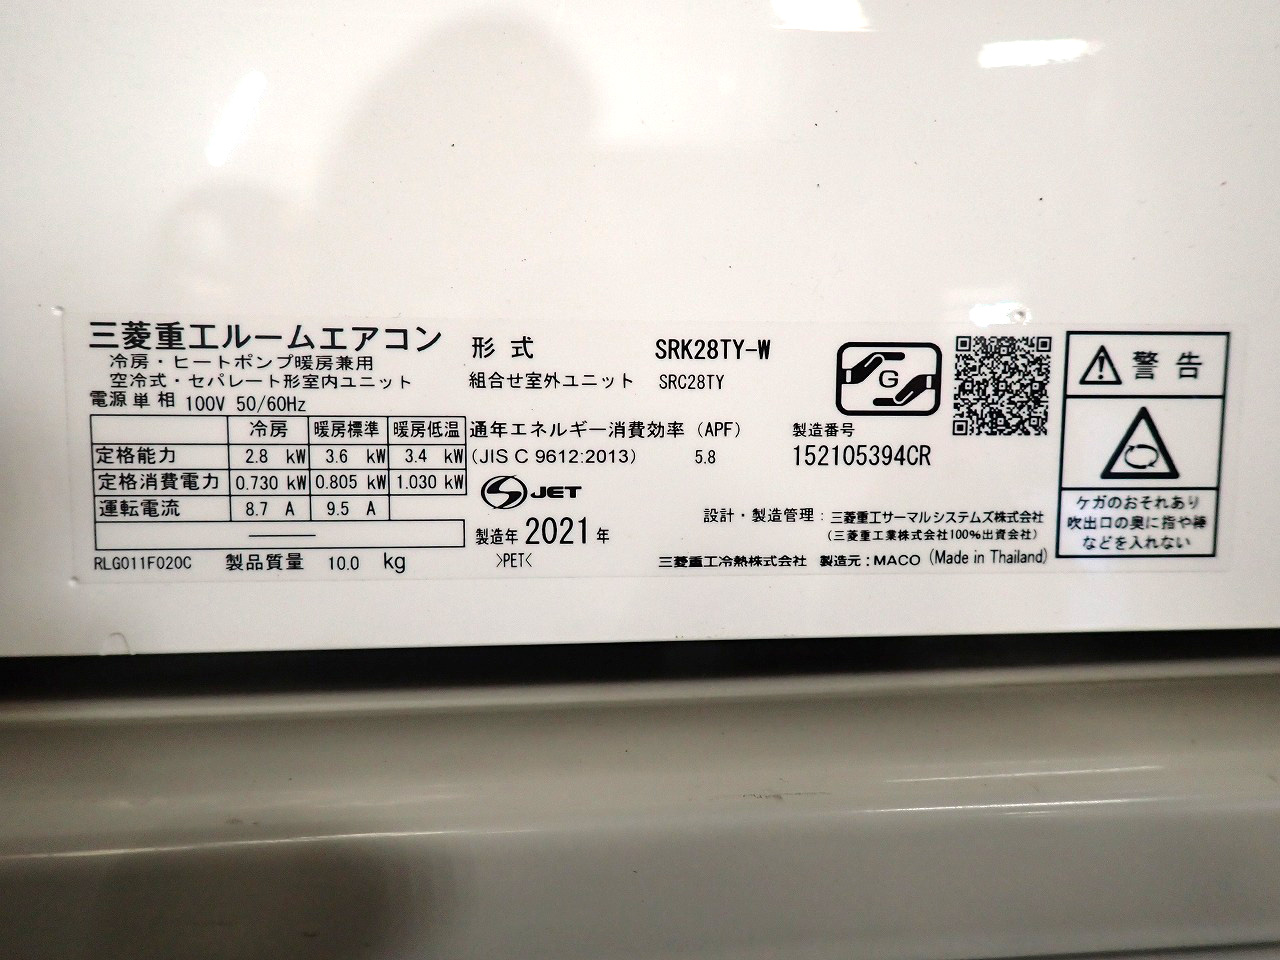 三菱重工ルームエアコン
冷房・ヒートポンプ暖房兼用
空冷式・セパレート形室内ユニット
電源 単相 100V 50/60Hz
冷房 暖房標準 暖房低温
定格能力 2.8 kW 3.6 kW 3.4 kW
定格消費電力 0.730 kW 0.805 kW 1.030 kW
運転電流 8.7 A 9.5 A
RLG011F020C 製品質量 10.0 kg
形式 SRK28TY-W
組合せ室外ユニット SRC28TY
通年エネルギー消費効率 (APF)
(JIS C 9612:2013) 5.8
JET
製造年 2021 年
>PET<
G
製造番号
152105394CR
設計・製造管理：三菱重工サーマルシステムズ株式会社
(三菱重工業株式会社100%出資会社)
三菱重工冷熱株式会社 製造元：MACO (Made in Thailand)
警告
ケガのおそれあり
吹出口の奥に指や棒
などを入れない